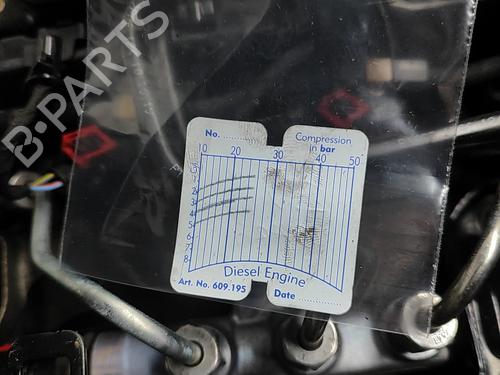 B-PARTS
No. ............
Compression
in bar
10 20 30 40 50
1
2
3
4
5
6
7
8
Diesel Engine
Art. No. 609.195
Date ............